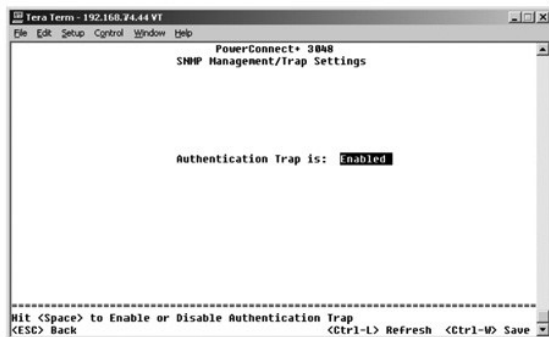 Tera Term - 192.168.74.44 VT
File Edit Setup Control Window Help
PowerConnect+ 3048
SNMP Management/Trap Settings
Authentication Trap is: Enabled
================================================================================
Hit <Space> to Enable or Disable Authentication Trap
<ESC> Back <Ctrl-L> Refresh <Ctrl-W> Save